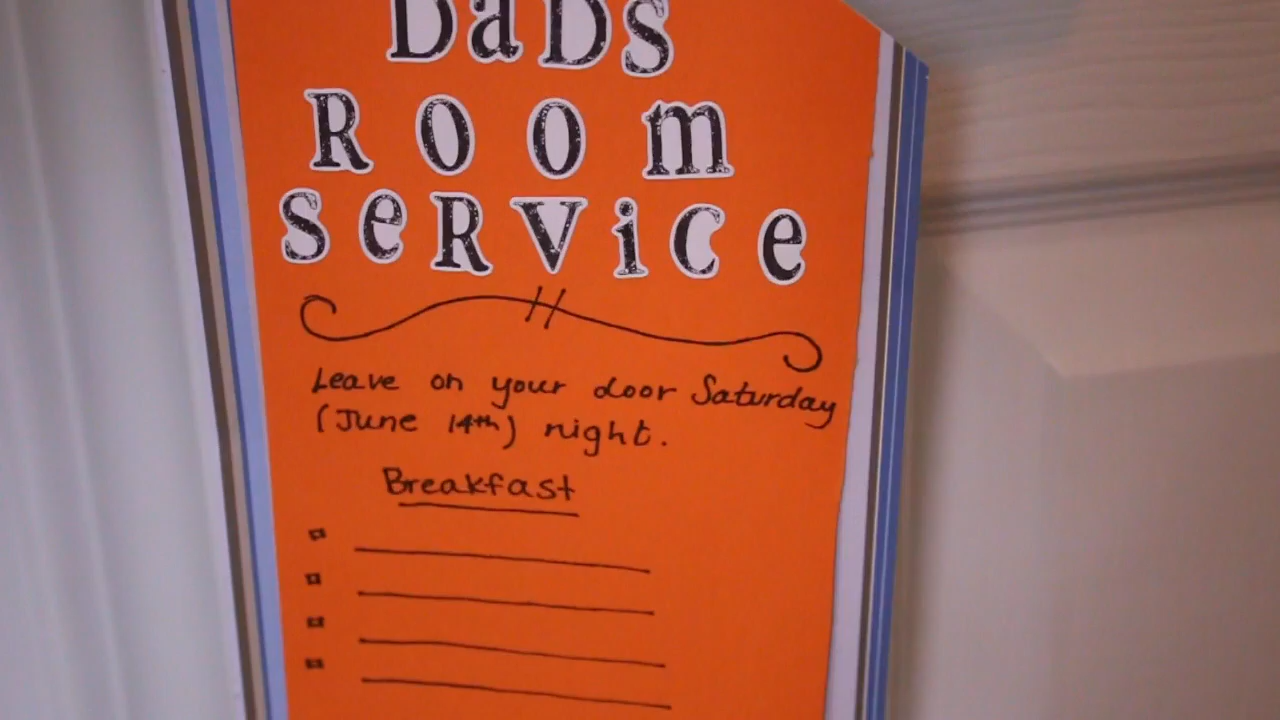 DaDs
Room
seRvice
Leave on your door Saturday
(June 14th) night.
Breakfast